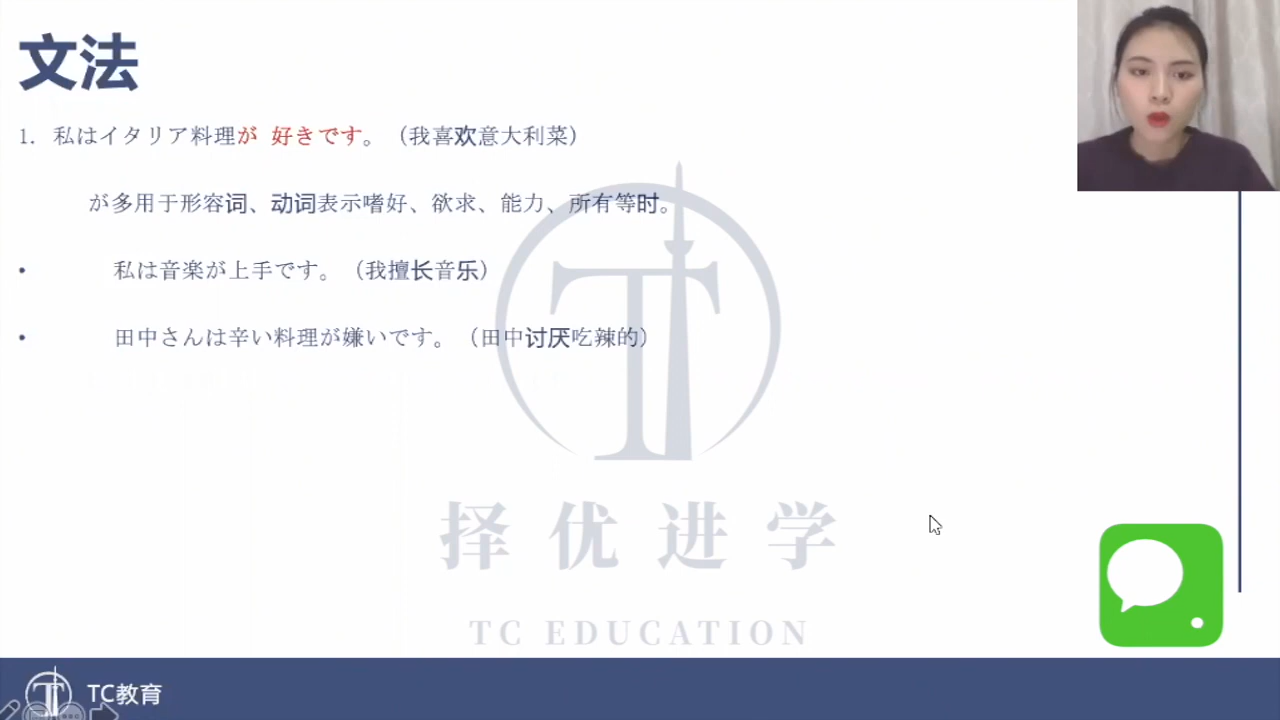 文法
1. 私はイタリア料理が 好きです。（我喜欢意大利菜）
が多用于形容词、动词表示嗜好、欲求、能力、所有等时。
• 私は音楽が上手です。（我擅长音乐）
• 田中さんは辛い料理が嫌いです。（田中讨厌吃辣的）
择优进学
TC EDUCATION
TC教育